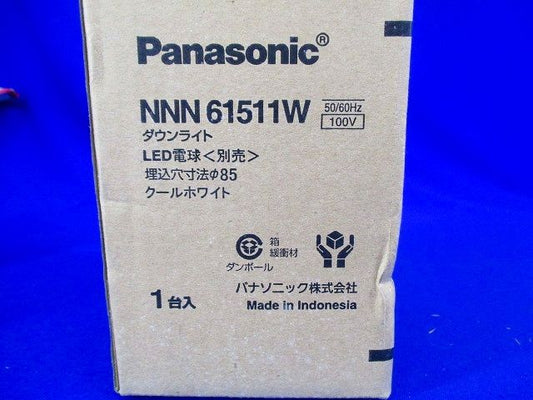 Panasonic®
NNN 61511W
50/60Hz
100V
ダウンライト
LED電球<別売>
埋込穴寸法φ85
クールホワイト
箱
緩衝材
ダンボール
1台入
パナソニック株式会社
Made in Indonesia